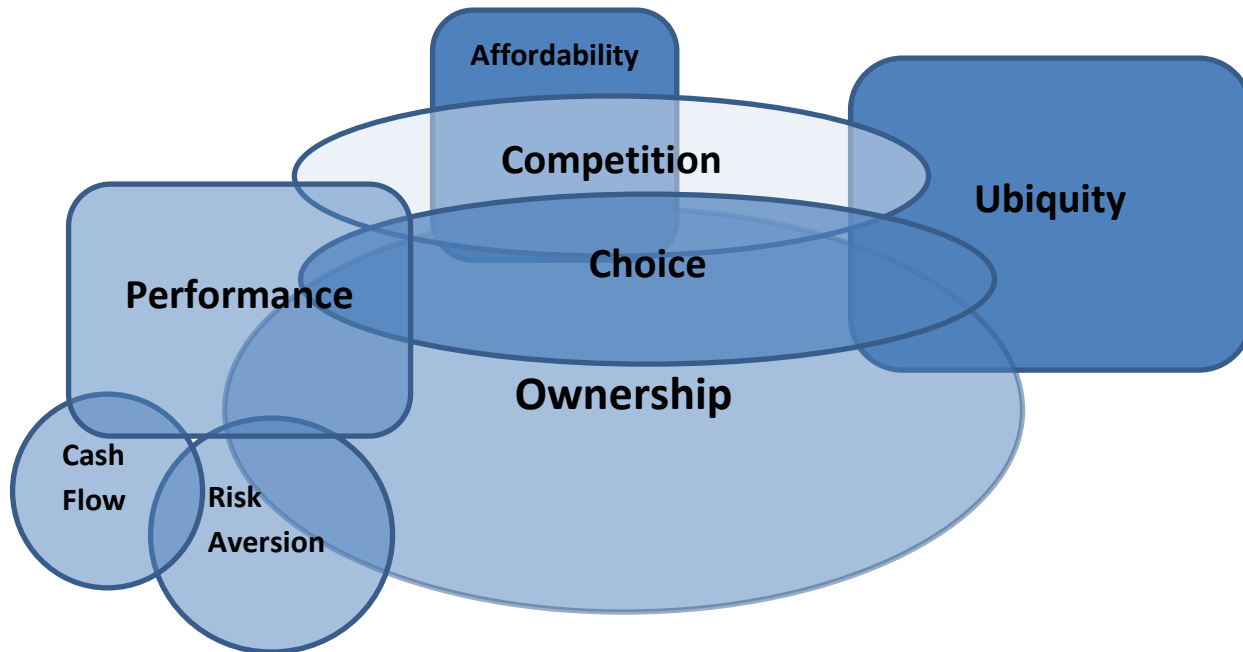 Affordability
Competition
Ubiquity
Choice
Performance
Ownership
Cash
Flow
Risk
Aversion